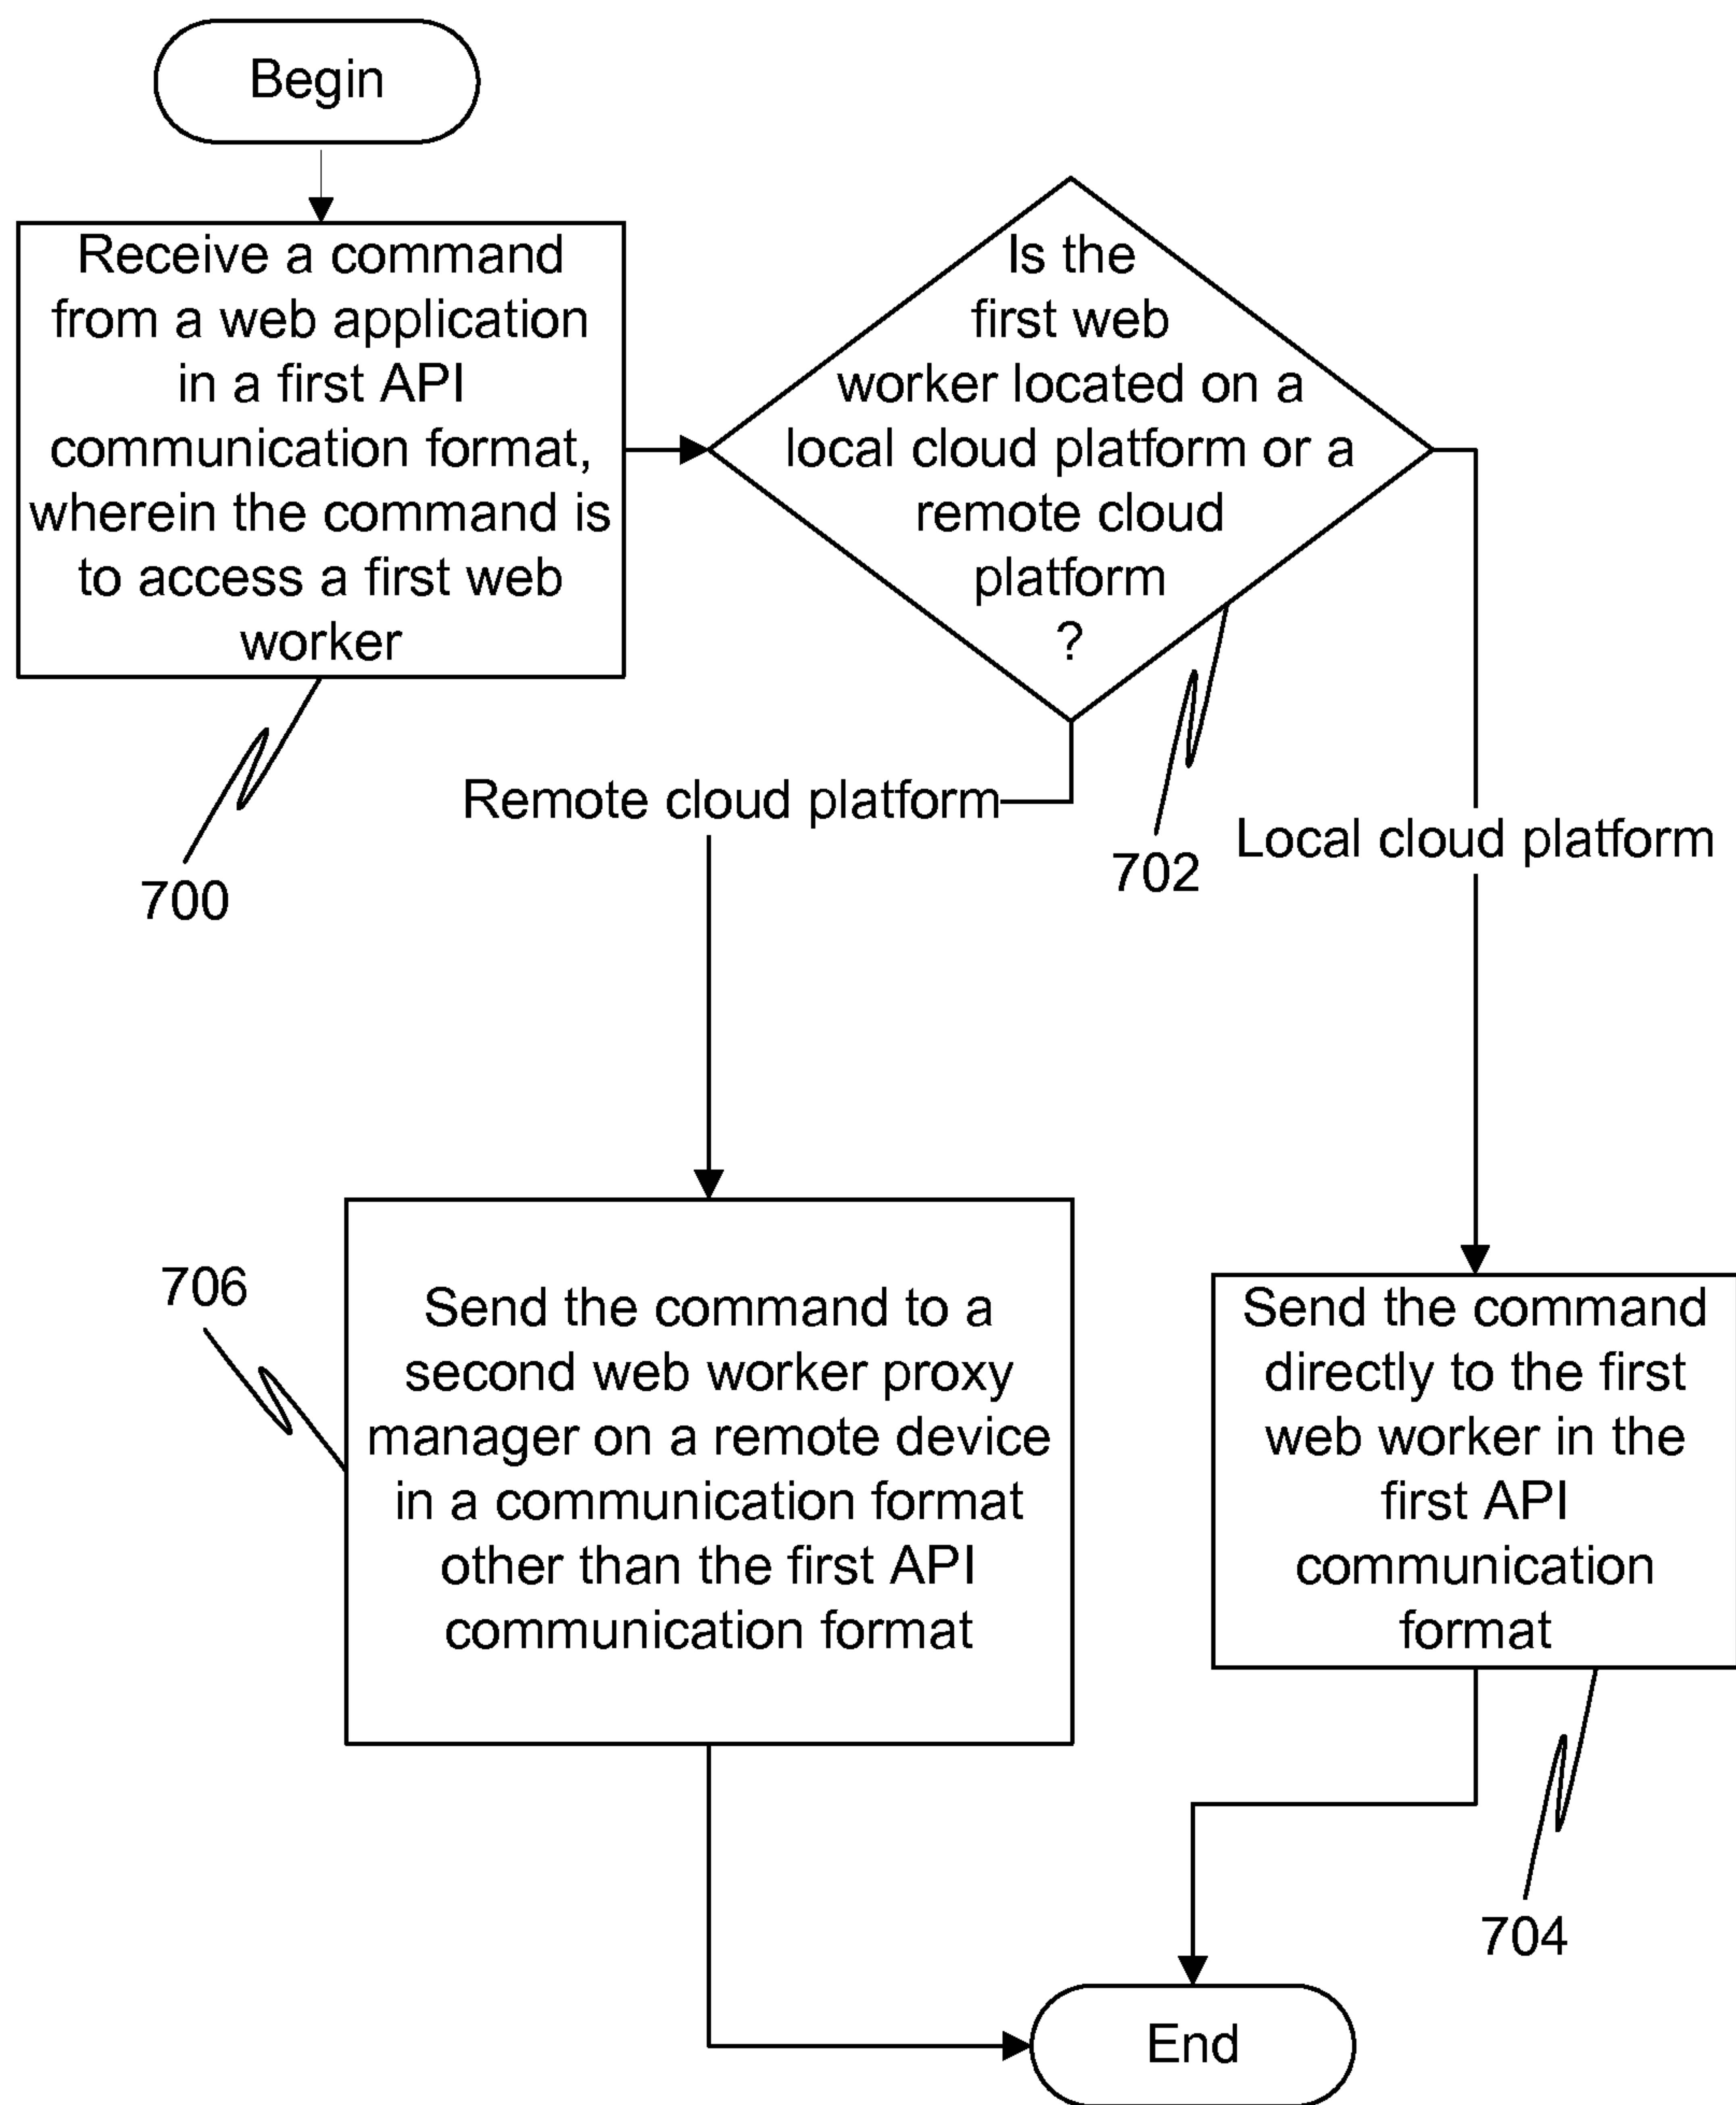 Begin
Receive a command
from a web application
in a first API
communication format,
wherein the command is
to access a first web
worker
700
Is the
first web
worker located on a
local cloud platform or a
remote cloud
platform
?
702
Remote cloud platform
Local cloud platform
706
Send the command to a
second web worker proxy
manager on a remote device
in a communication format
other than the first API
communication format
Send the command
directly to the first
web worker in the
first API
communication
format
704
End